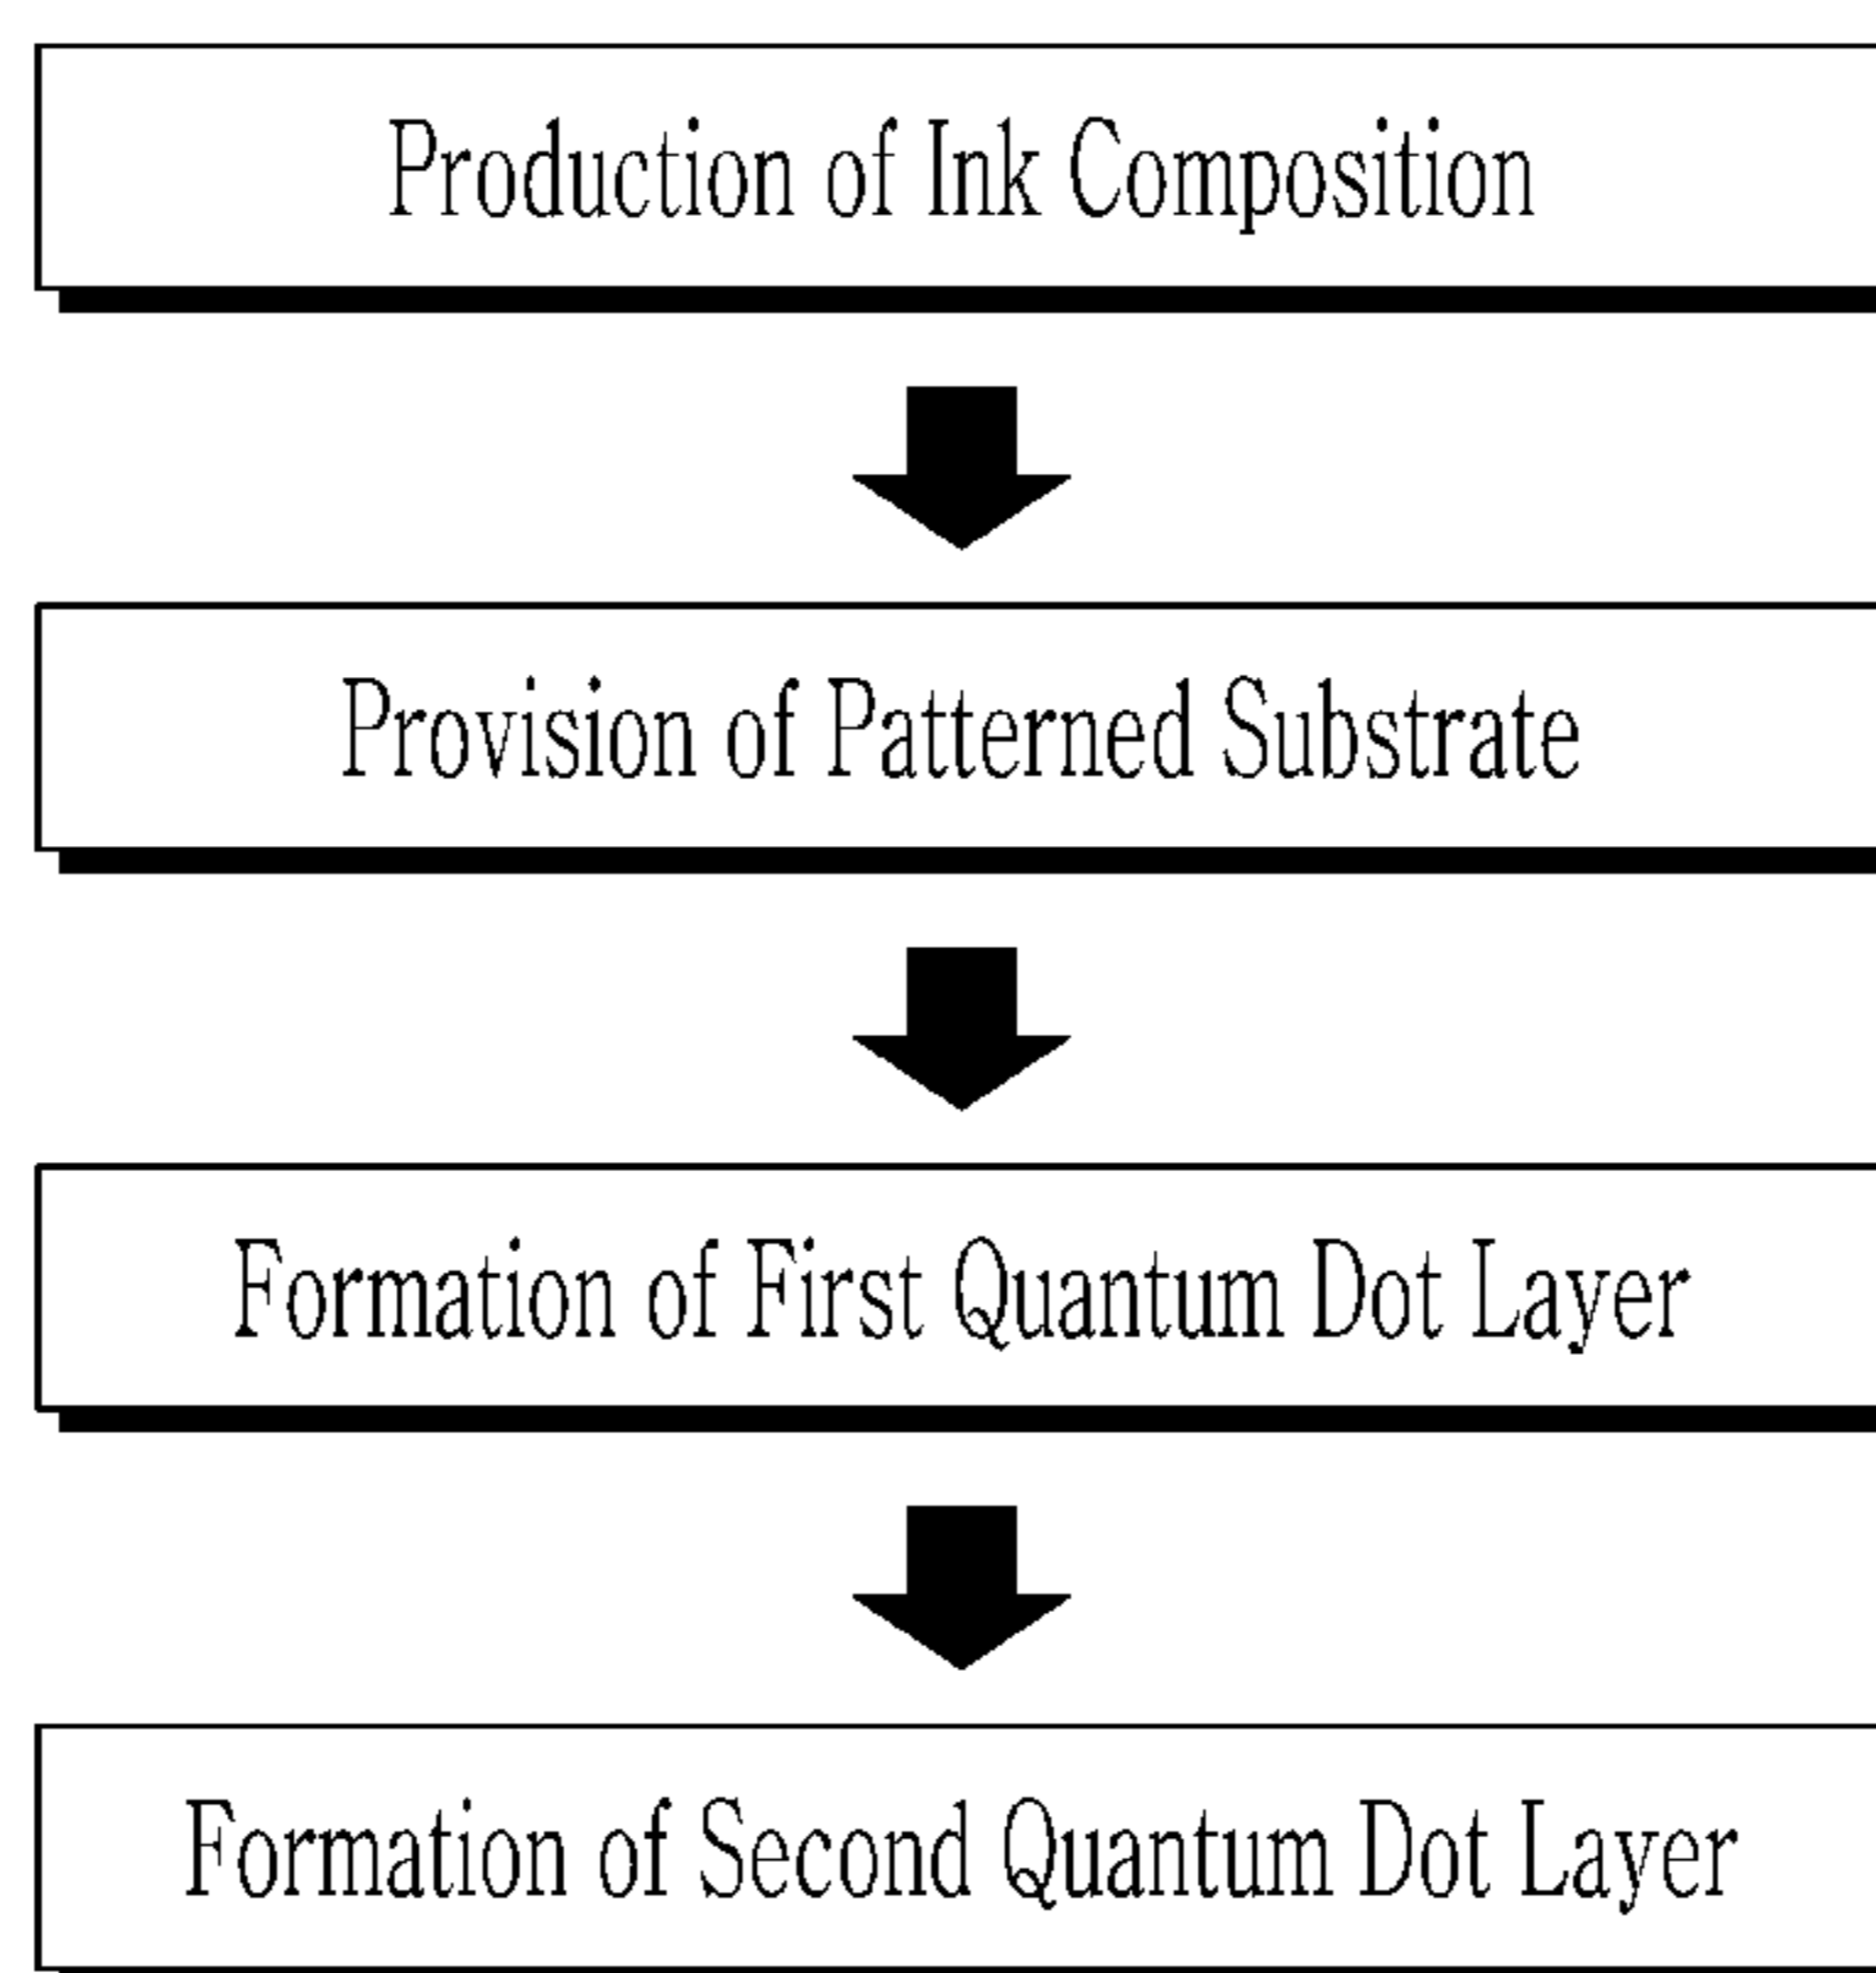 Production of Ink Composition
Provision of Patterned Substrate
Formation of First Quantum Dot Layer
Formation of Second Quantum Dot Layer